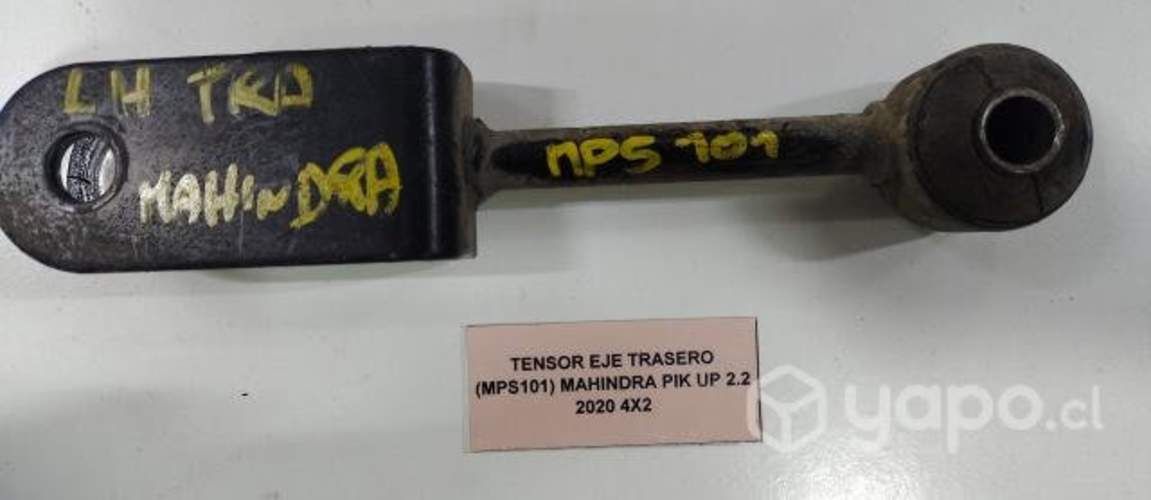 LH TRD
MAHINDRA
MPS 101
TENSOR EJE TRASERO
(MPS101) MAHINDRA PIK UP 2.2
2020 4X2
yapo.cl